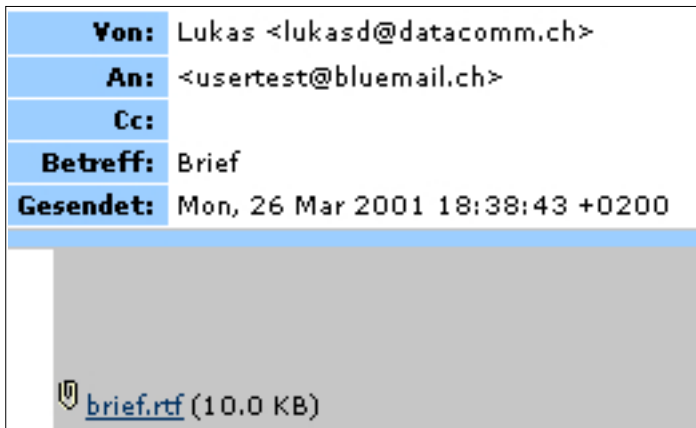 Von: Lukas <lukasd@datacomm.ch>
An: <usertest@bluemail.ch>
Cc:
Betreff: Brief
Gesendet: Mon, 26 Mar 2001 18:38:43 +0200
brief.rtf (10.0 KB)